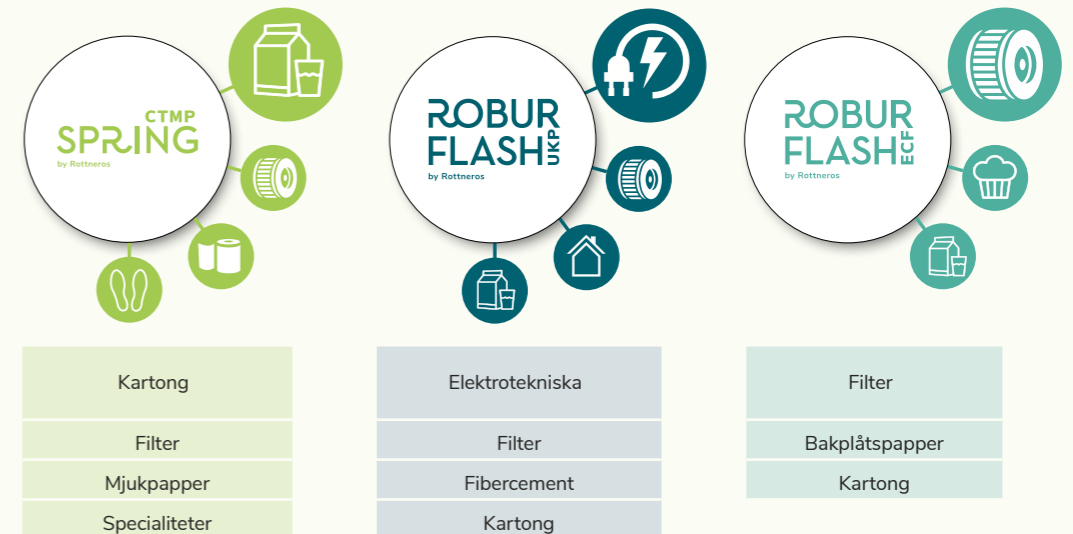 CTMP
SPRING
by Rottneros
ROBUR
FLASH UKP
by Rottneros
ROBUR
FLASH ECF
by Rottneros
Kartong
Filter
Mjukpapper
Specialiteter
Elektrotekniska
Filter
Fibercement
Kartong
Filter
Bakplåtspapper
Kartong